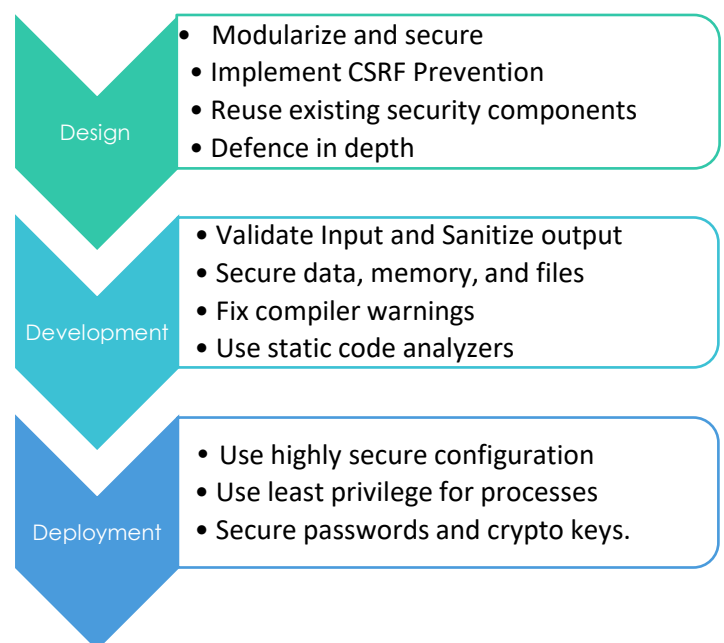 Design
• Modularize and secure
• Implement CSRF Prevention
• Reuse existing security components
• Defence in depth
Development
• Validate Input and Sanitize output
• Secure data, memory, and files
• Fix compiler warnings
• Use static code analyzers
Deployment
• Use highly secure configuration
• Use least privilege for processes
• Secure passwords and crypto keys.